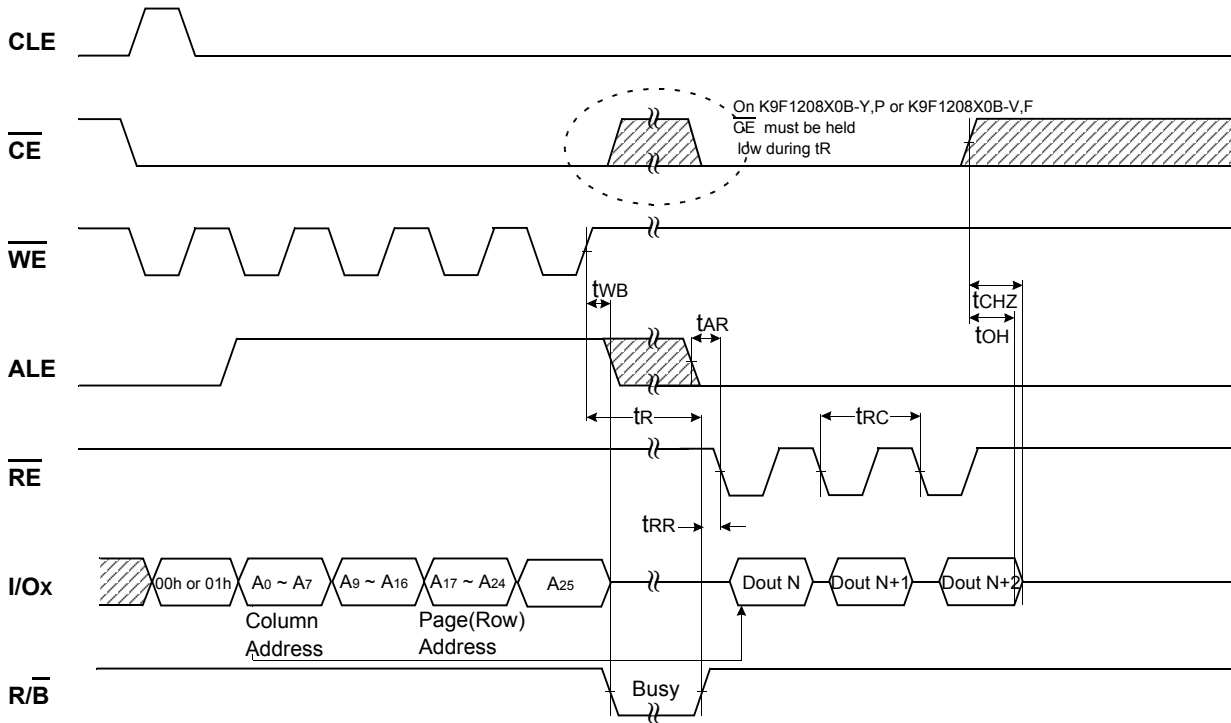 CLE
On K9F1208X0B-Y,P or K9F1208X0B-V,F
CE must be held
low during tR
CE
WE
tWB
tCHZ
tAR
tOH
ALE
tR
tRC
RE
tRR
I/Ox
00h or 01h
A0 ~ A7
A9 ~ A16
A17 ~ A24
A25
Dout N
Dout N+1
Dout N+2
Column
Address
Page(Row)
Address
R/B
Busy